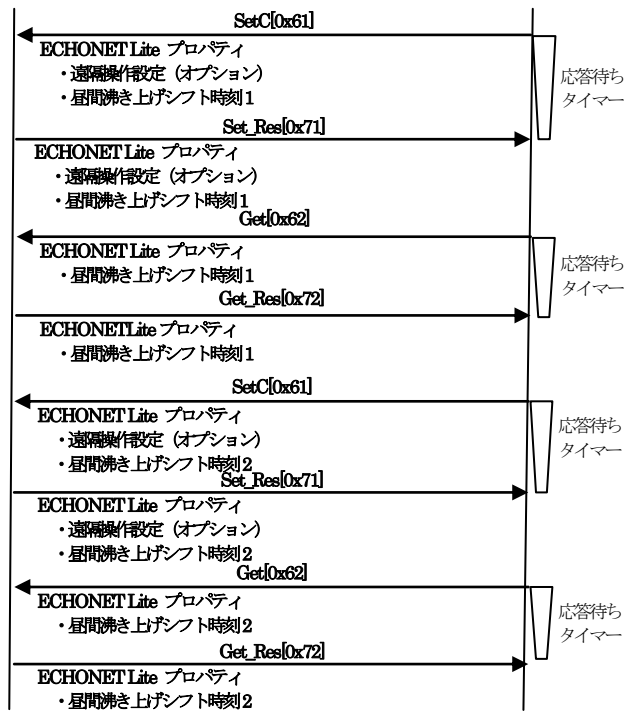 SetC[0x61]
ECHONET Lite プロパティ
・遠隔操作設定（オプション）
・昼間沸き上げシフト時刻1
応答待ち
タイマー
Set_Res[0x71]
ECHONET Lite プロパティ
・遠隔操作設定（オプション）
・昼間沸き上げシフト時刻1
Get[0x62]
ECHONET Lite プロパティ
・昼間沸き上げシフト時刻1
応答待ち
タイマー
Get_Res[0x72]
ECHONET Lite プロパティ
・昼間沸き上げシフト時刻1
SetC[0x61]
ECHONET Lite プロパティ
・遠隔操作設定（オプション）
・昼間沸き上げシフト時刻2
応答待ち
タイマー
Set_Res[0x71]
ECHONET Lite プロパティ
・遠隔操作設定（オプション）
・昼間沸き上げシフト時刻2
Get[0x62]
ECHONET Lite プロパティ
・昼間沸き上げシフト時刻2
応答待ち
タイマー
Get_Res[0x72]
ECHONET Lite プロパティ
・昼間沸き上げシフト時刻2